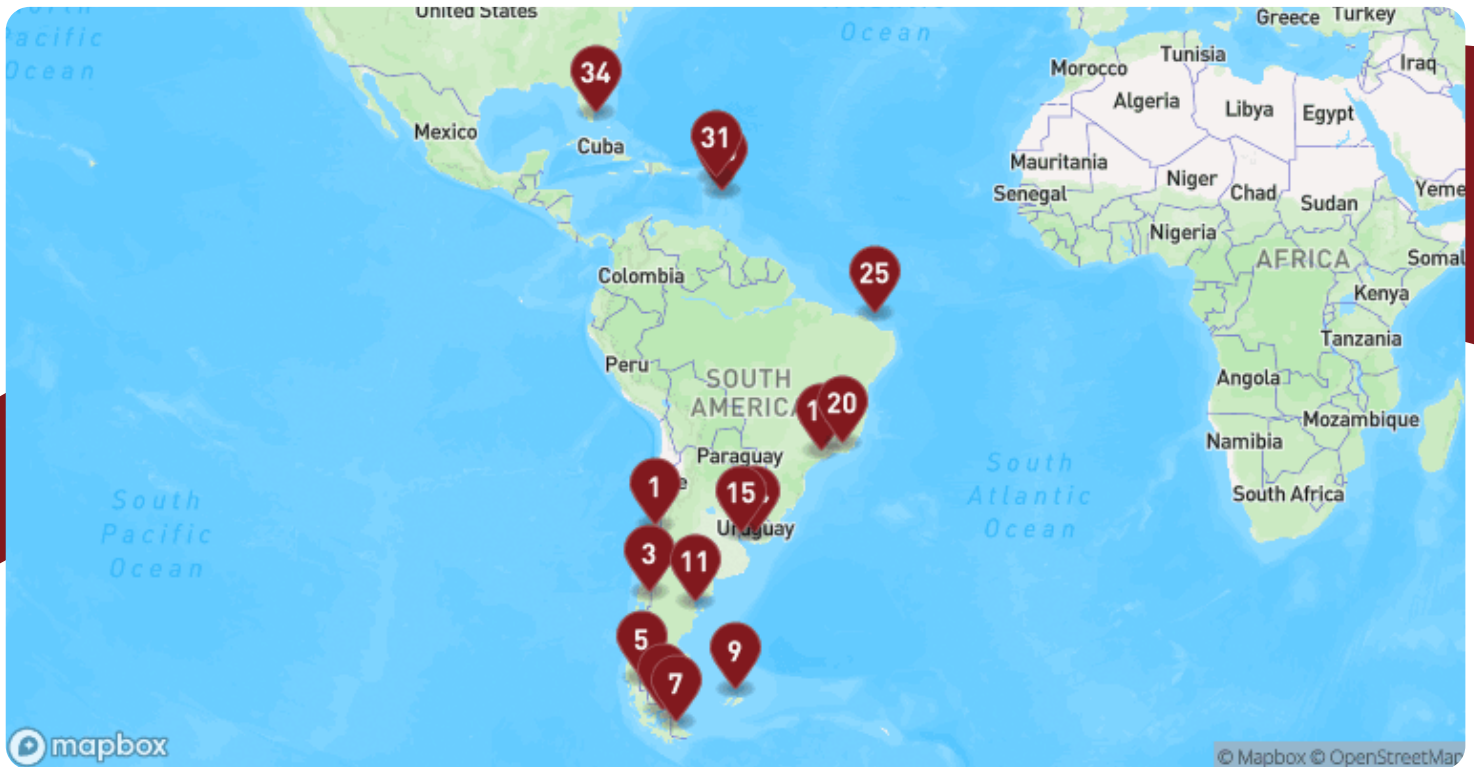 North
Pacific
Ocean
United States
Ocean
Greece
Turkey
Tunisia
Morocco
Iraq
34
Algeria
Libya
Egypt
Mexico
31
Cuba
Mauritania
Niger
Chad
Yeme
Senegal
Sudan
Nigeria
Colombia
25
AFRICA
Somal
Kenya
Tanzania
Peru
SOUTH
AMERICA
Angola
1
20
Mozambique
Namibia
Paraguay
South
Atlantic
Ocean
1
e
15
South Africa
South
Pacific
Ocean
Uruguay
3
11
5
9
7
mapbox
© Mapbox © OpenStreetMap